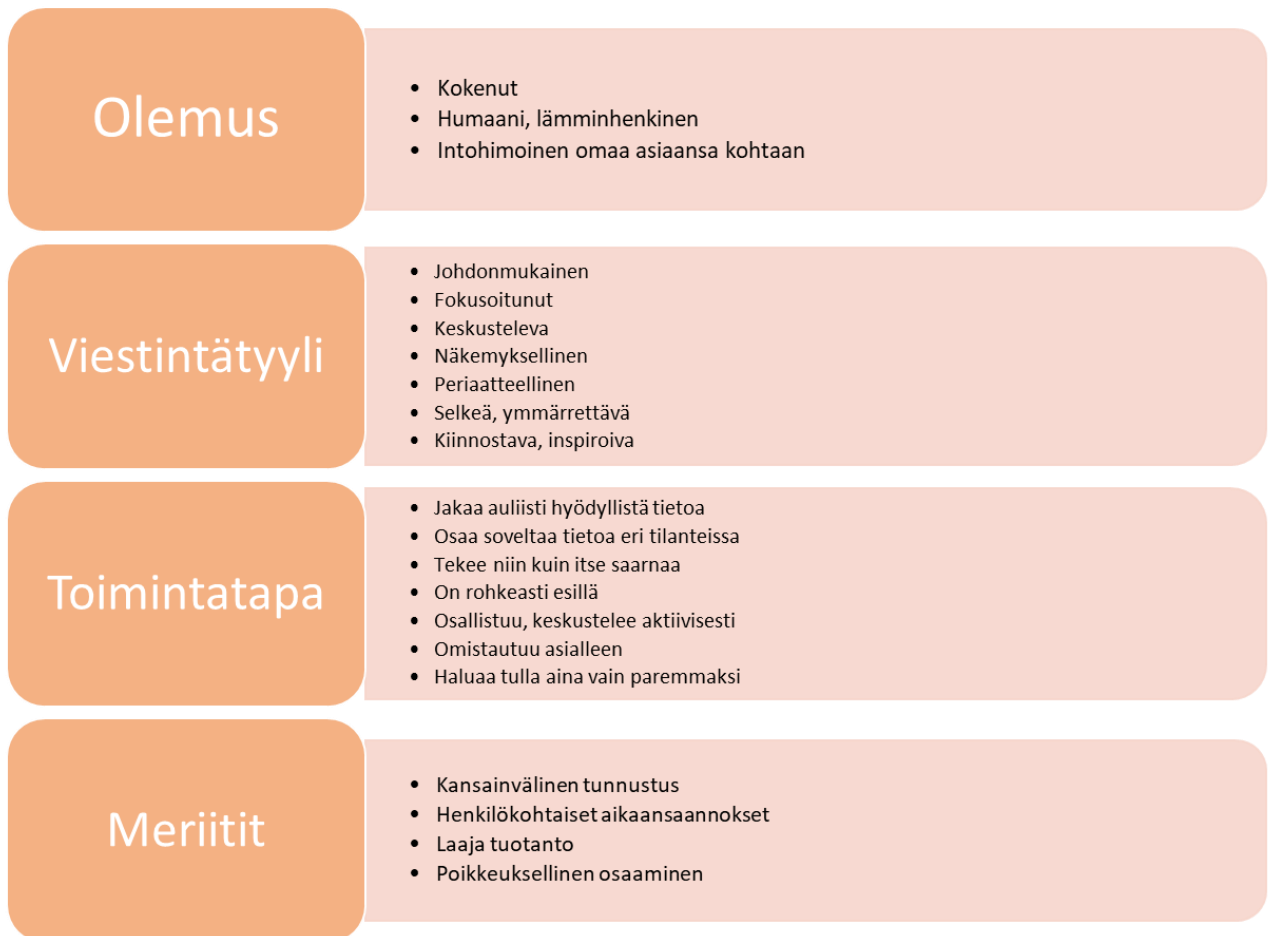 Olemus
• Kokenut
• Humaani, lämminhenkinen
• Intohimoinen omaa asiaansa kohtaan
Viestintätyyli
• Johdonmukainen
• Fokusoitunut
• Keskusteleva
• Näkemyksellinen
• Periaatteellinen
• Selkeä, ymmärrettävä
• Kiinnostava, inspiroiva
Toimintatapa
• Jakaa auliisti hyödyllistä tietoa
• Osaa soveltaa tietoa eri tilanteissa
• Tekee niin kuin itse saarnaa
• On rohkeasti esillä
• Osallistuu, keskustelee aktiivisesti
• Omistautuu asialleen
• Haluaa tulla aina vain paremmaksi
Meriitit
• Kansainvälinen tunnustus
• Henkilökohtaiset aikaansaannokset
• Laaja tuotanto
• Poikkeuksellinen osaaminen